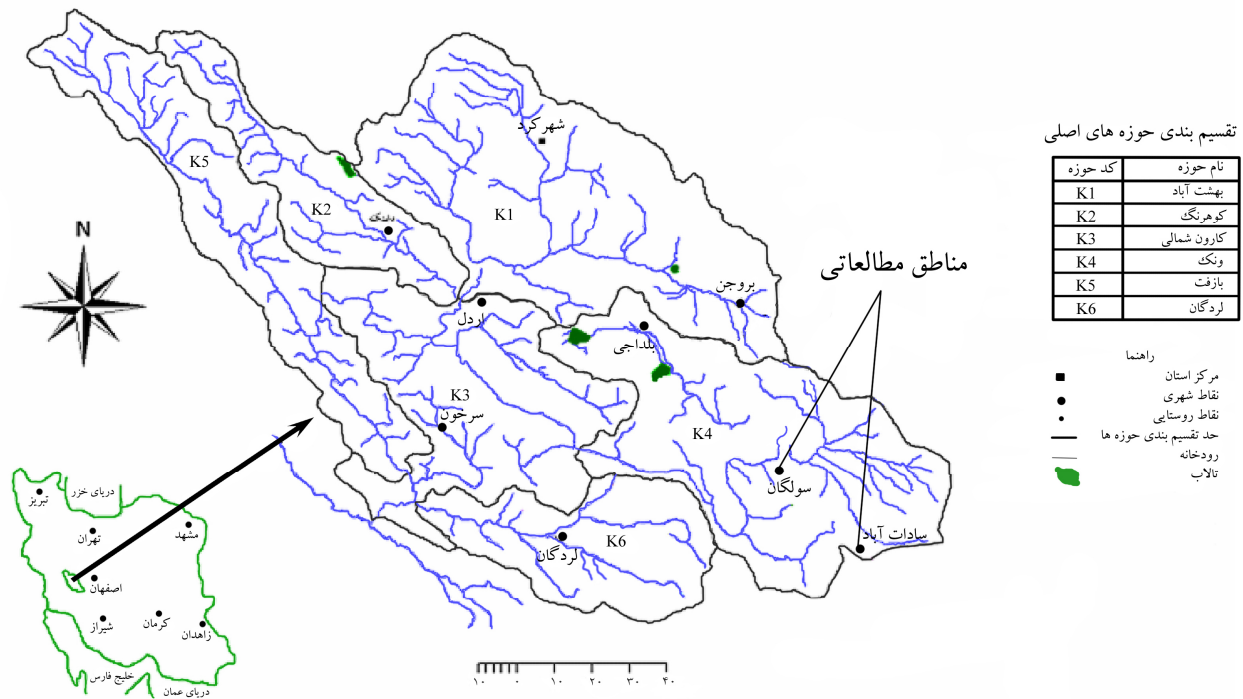 شهرکرد
K5
K2
K1
بروجن
اردل
بلداجی
K3
سرخون
K4
سولگان
سادات آباد
K6
لردگان
مناطق مطالعاتی
N
تقسیم بندی حوزه های اصلی
نام حوزه کد حوزه
بهشت آباد K1
کوهرنگ K2
کارون شمالی K3
ونک K4
بازفت K5
لردگان K6
راهنما
مرکز استان
نقاط شهری
نقاط روستایی
حد تقسیم بندی حوزه ها
رودخانه
تالاب
دریای خزر
تبریز
تهران
مشهد
اصفهان
شیراز
کرمان
زاهدان
خلیج فارس
دریای عمان
۱۰ ۰ ۱۰ ۲۰ ۳۰ ۴۰